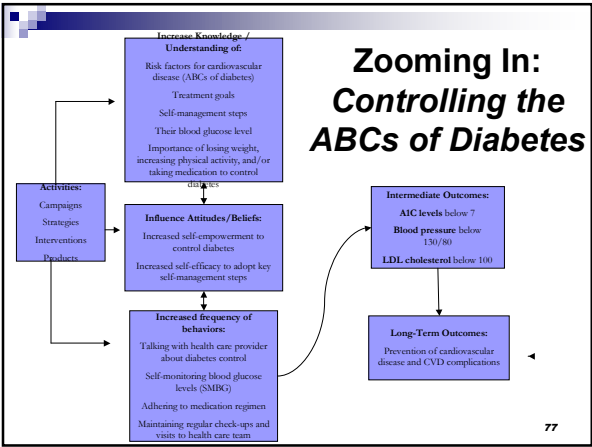 Zooming In:
Controlling the
ABCs of Diabetes
Activities:
Campaigns
Strategies
Interventions
Products
Increase Knowledge /
Understanding of:
Risk factors for cardiovascular
disease (ABCs of diabetes)
Treatment goals
Self-management steps
Their blood glucose level
Importance of losing weight,
increasing physical activity, and/or
taking medication to control
diabetes
Influence Attitudes/Beliefs:
Increased self-empowerment to
control diabetes
Increased self-efficacy to adopt key
self-management steps
Increased frequency of
behaviors:
Talking with health care provider
about diabetes control
Self-monitoring blood glucose
levels (SMBG)
Adhering to medication regimen
Maintaining regular check-ups and
visits to health care team
Intermediate Outcomes:
A1C levels below 7
Blood pressure below
130/80
LDL cholesterol below 100
Long-Term Outcomes:
Prevention of cardiovascular
disease and CVD complications
77